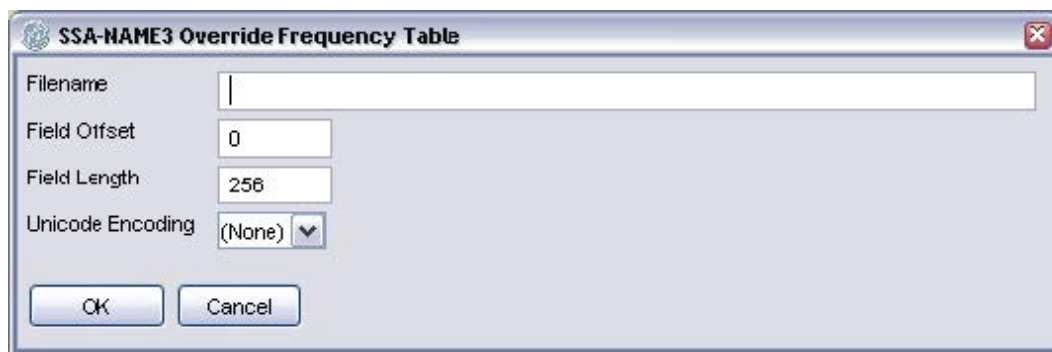 SSA-NAME3 Override Frequency Table
Filename
Field Offset 0
Field Length 256
Unicode Encoding (None)
OK Cancel